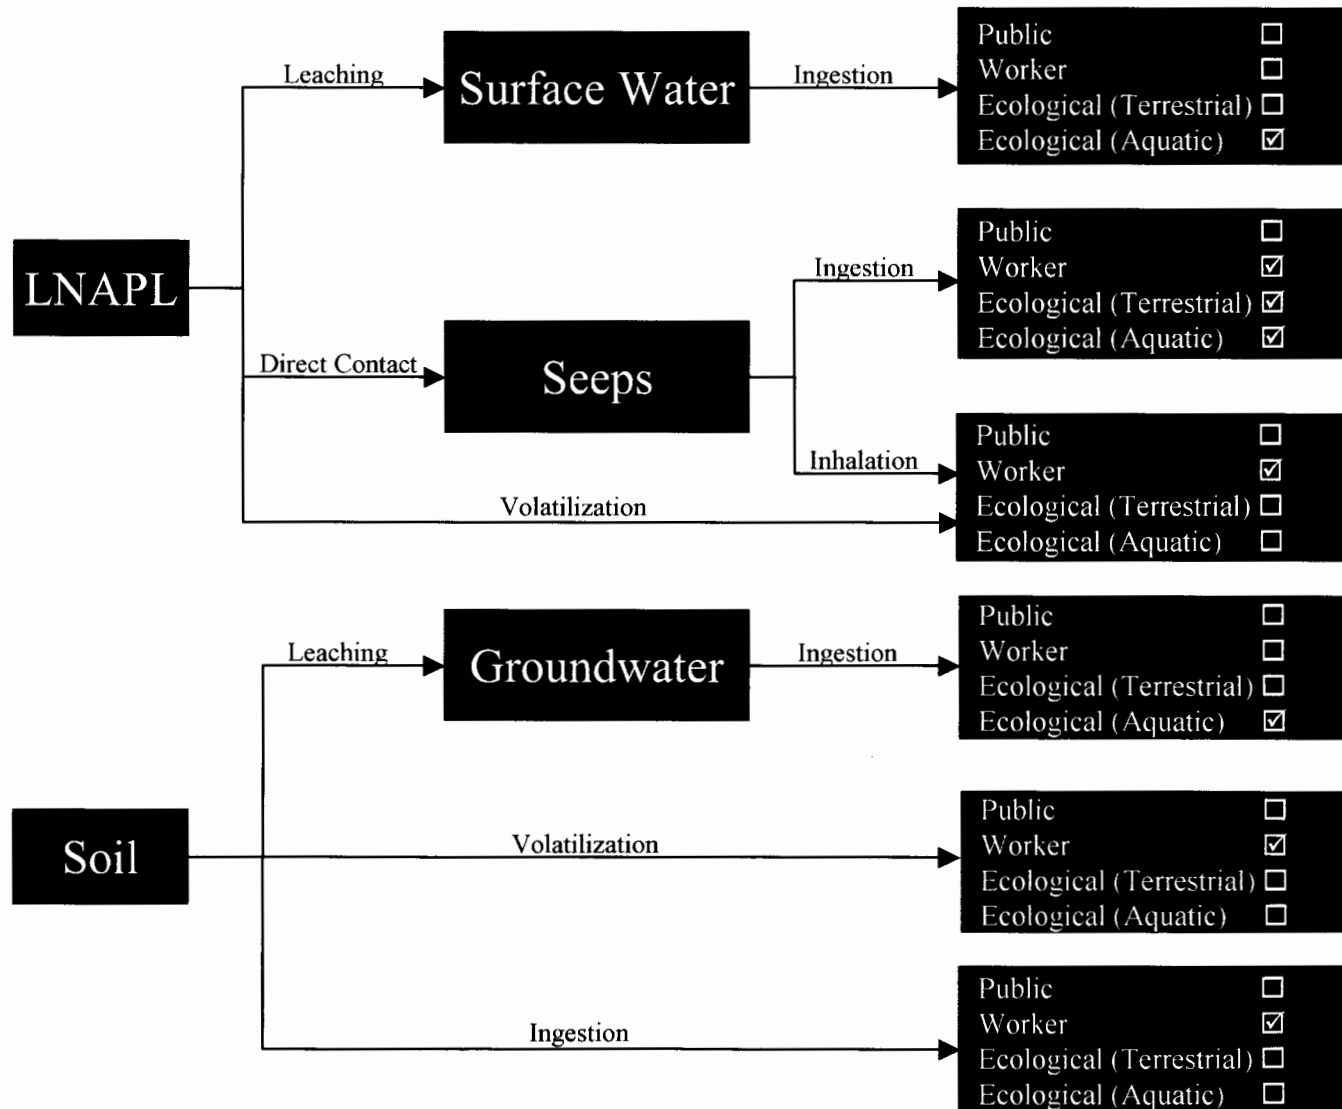 Leaching
Surface Water
Ingestion
Public ☐
Worker ☐
Ecological (Terrestrial) ☐
Ecological (Aquatic) ☑
LNAPL
Direct Contact
Seeps
Ingestion
Public ☐
Worker ☑
Ecological (Terrestrial) ☑
Ecological (Aquatic) ☑
Inhalation
Volatilization
Public ☐
Worker ☑
Ecological (Terrestrial) ☐
Ecological (Aquatic) ☐
Leaching
Groundwater
Ingestion
Public ☐
Worker ☐
Ecological (Terrestrial) ☐
Ecological (Aquatic) ☑
Soil
Volatilization
Public ☐
Worker ☑
Ecological (Terrestrial) ☐
Ecological (Aquatic) ☐
Ingestion
Public ☐
Worker ☑
Ecological (Terrestrial) ☐
Ecological (Aquatic) ☐